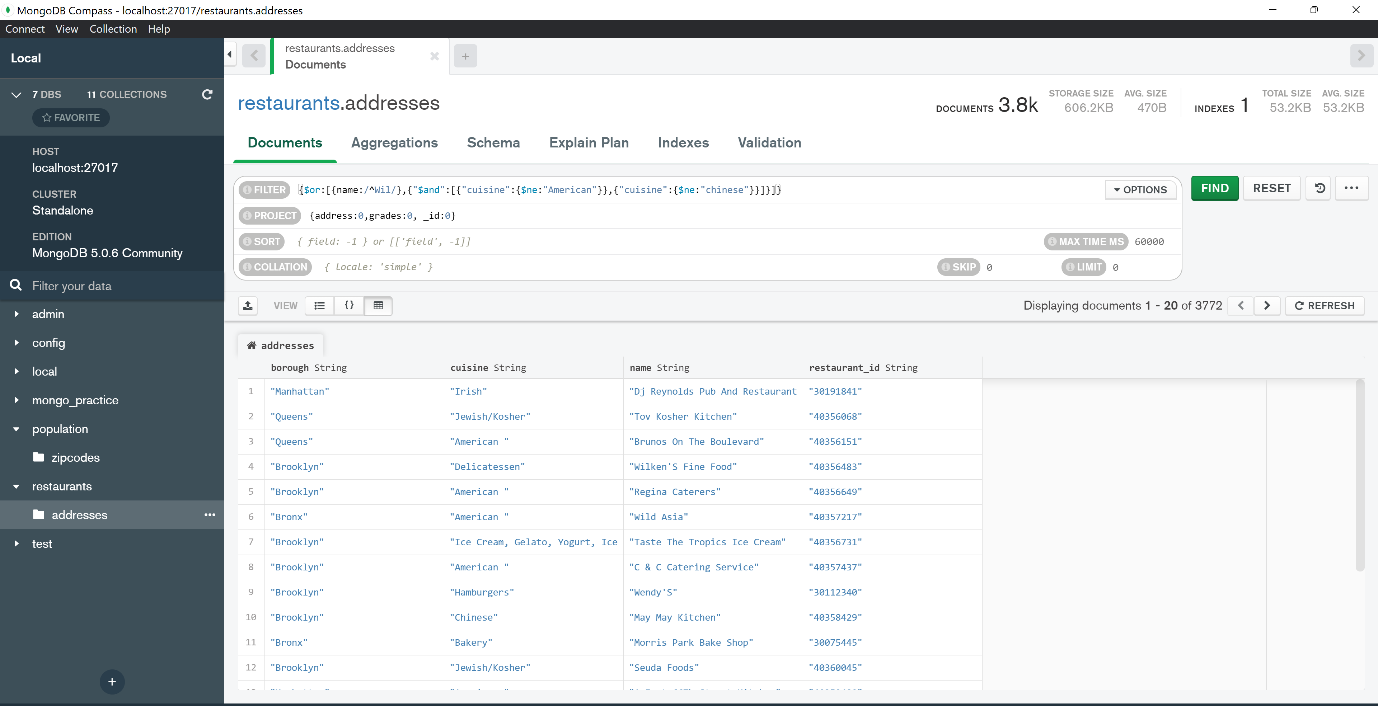 MongoDB Compass - localhost:27017/restaurants.addresses
Connect View Collection Help
Local
7 DBS 11 COLLECTIONS
FAVORITE
HOST
localhost:27017
CLUSTER
Standalone
EDITION
MongoDB 5.0.6 Community
Filter your data
admin
config
local
mongo_practice
population
zipcodes
restaurants
addresses
test
restaurants.addresses
Documents
restaurants.addresses
DOCUMENTS 3.8k
STORAGE SIZE
606.2KB
AVG. SIZE
470B
INDEXES 1
TOTAL SIZE
53.2KB
AVG. SIZE
53.2KB
Documents Aggregations Schema Explain Plan Indexes Validation
FILTER {$or:[{name:/^Wil/},{"$and":[{"cuisine":{$ne:"American"}},{"cuisine":{$ne:"chinese"}}]}]} OPTIONS FIND RESET
PROJECT {address:0,grades:0, _id:0}
SORT { field: -1 } or [['field', -1]] MAX TIME MS 60000
COLLATION { locale: 'simple' } SKIP 0 LIMIT 0
VIEW Displaying documents 1 - 20 of 3772 REFRESH
addresses
borough String cuisine String name String restaurant_id String
1 "Manhattan" "Irish" "Dj Reynolds Pub And Restaurant "30191841"
2 "Queens" "Jewish/Kosher" "Tov Kosher Kitchen" "40356068"
3 "Queens" "American " "Brunos On The Boulevard" "40356151"
4 "Brooklyn" "Delicatessen" "Wilken'S Fine Food" "40356483"
5 "Brooklyn" "American " "Regina Caterers" "40356649"
6 "Bronx" "American " "Wild Asia" "40357217"
7 "Brooklyn" "Ice Cream, Gelato, Yogurt, Ice "Taste The Tropics Ice Cream" "40356731"
8 "Brooklyn" "American " "C & C Catering Service" "40357437"
9 "Brooklyn" "Hamburgers" "Wendy'S" "30112340"
10 "Brooklyn" "Chinese" "May May Kitchen" "40358429"
11 "Bronx" "Bakery" "Morris Park Bake Shop" "30075445"
12 "Brooklyn" "Jewish/Kosher" "Seuda Foods" "40360045"